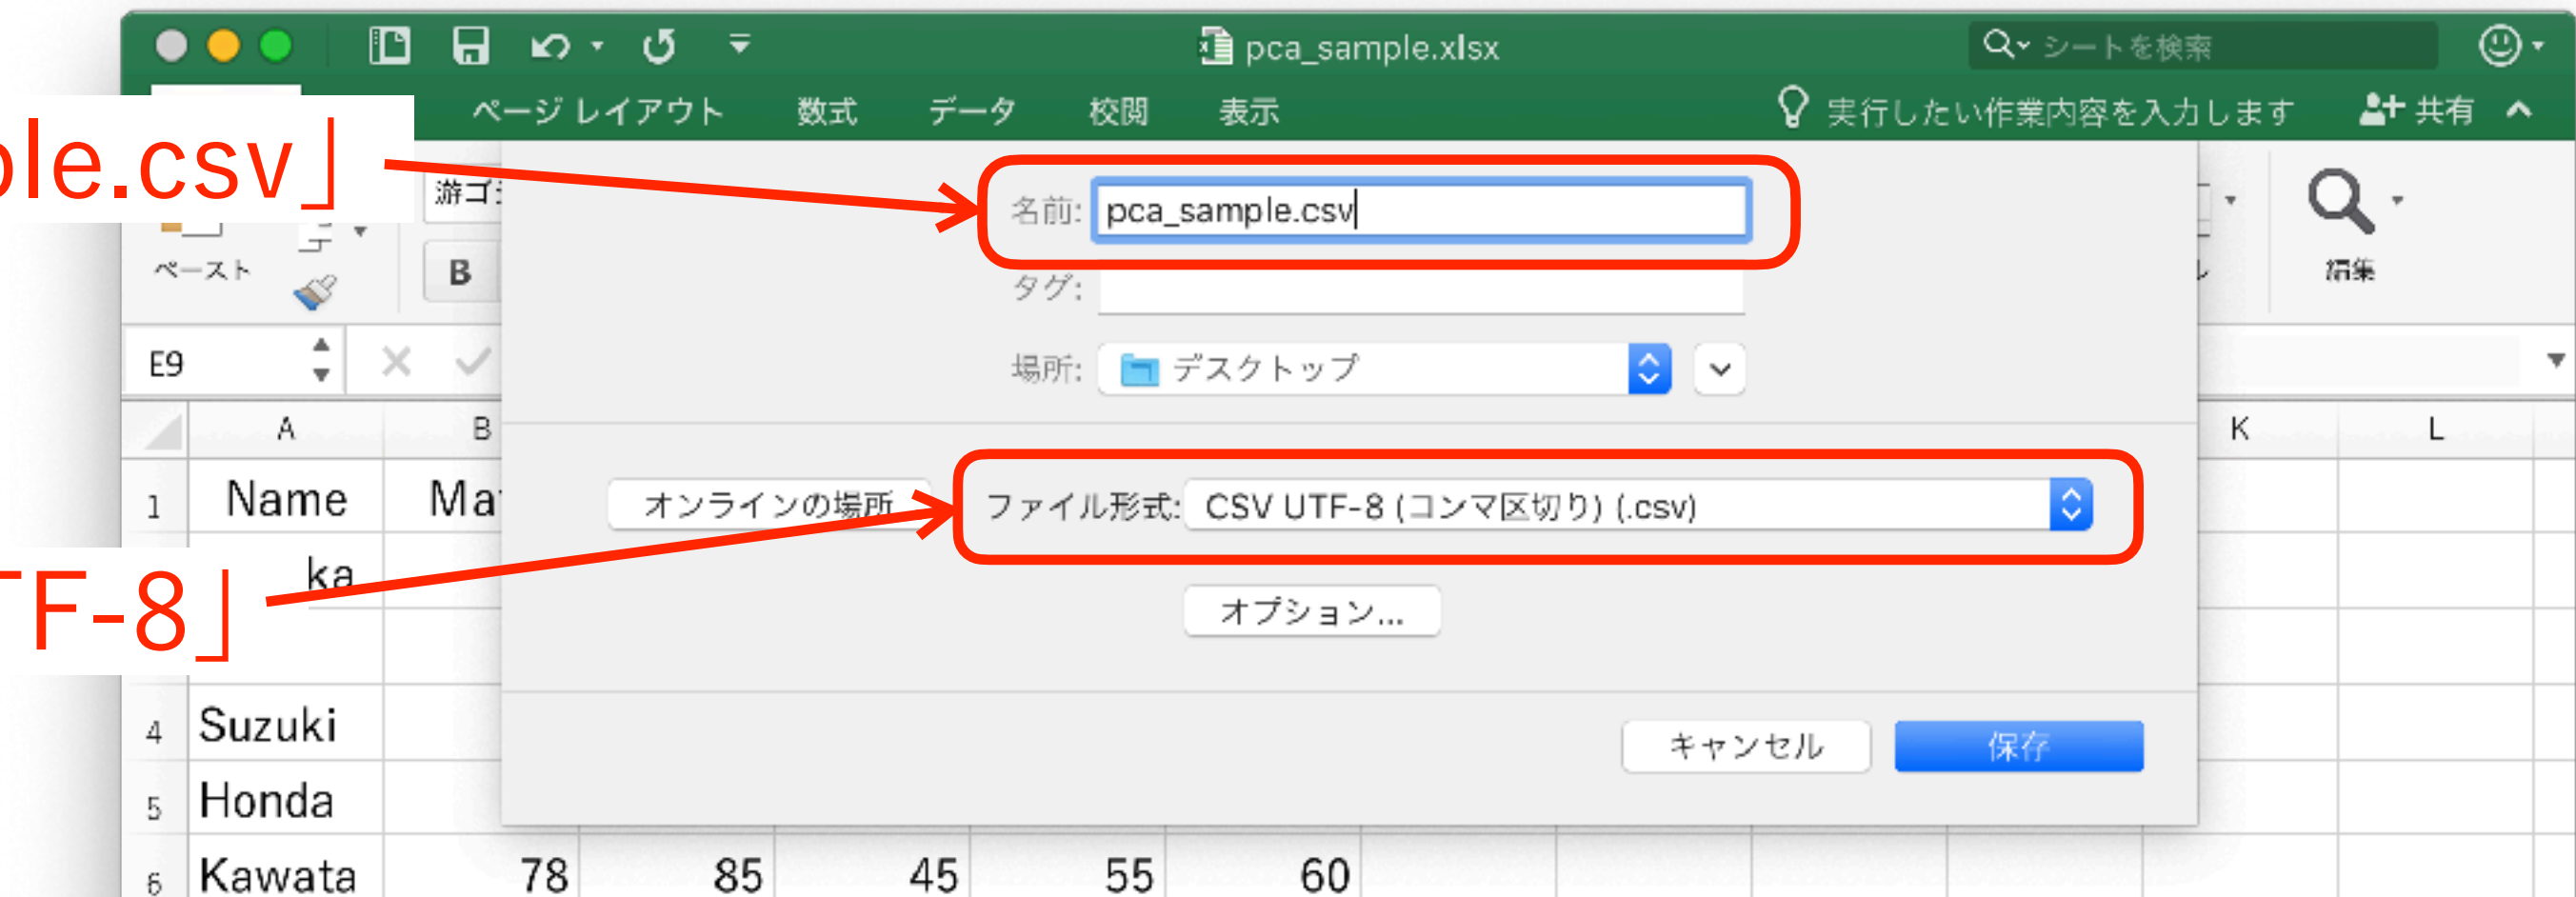 pca_sample.xlsx
シートを検索
ページ レイアウト 数式 データ 校閲 表示
実行したい作業内容を入力します 共有
ple.csv」
游ゴシ
名前: pca_sample.csv
ペースト B 編集
タグ:
E9
場所: デスクトップ
A B K L
1 Name Mat
オンラインの場所 ファイル形式: CSV UTF-8 (コンマ区切り) (.csv)
ka
TF-8」
オプション...
4 Suzuki
キャンセル 保存
5 Honda
6 Kawata 78 85 45 55 60